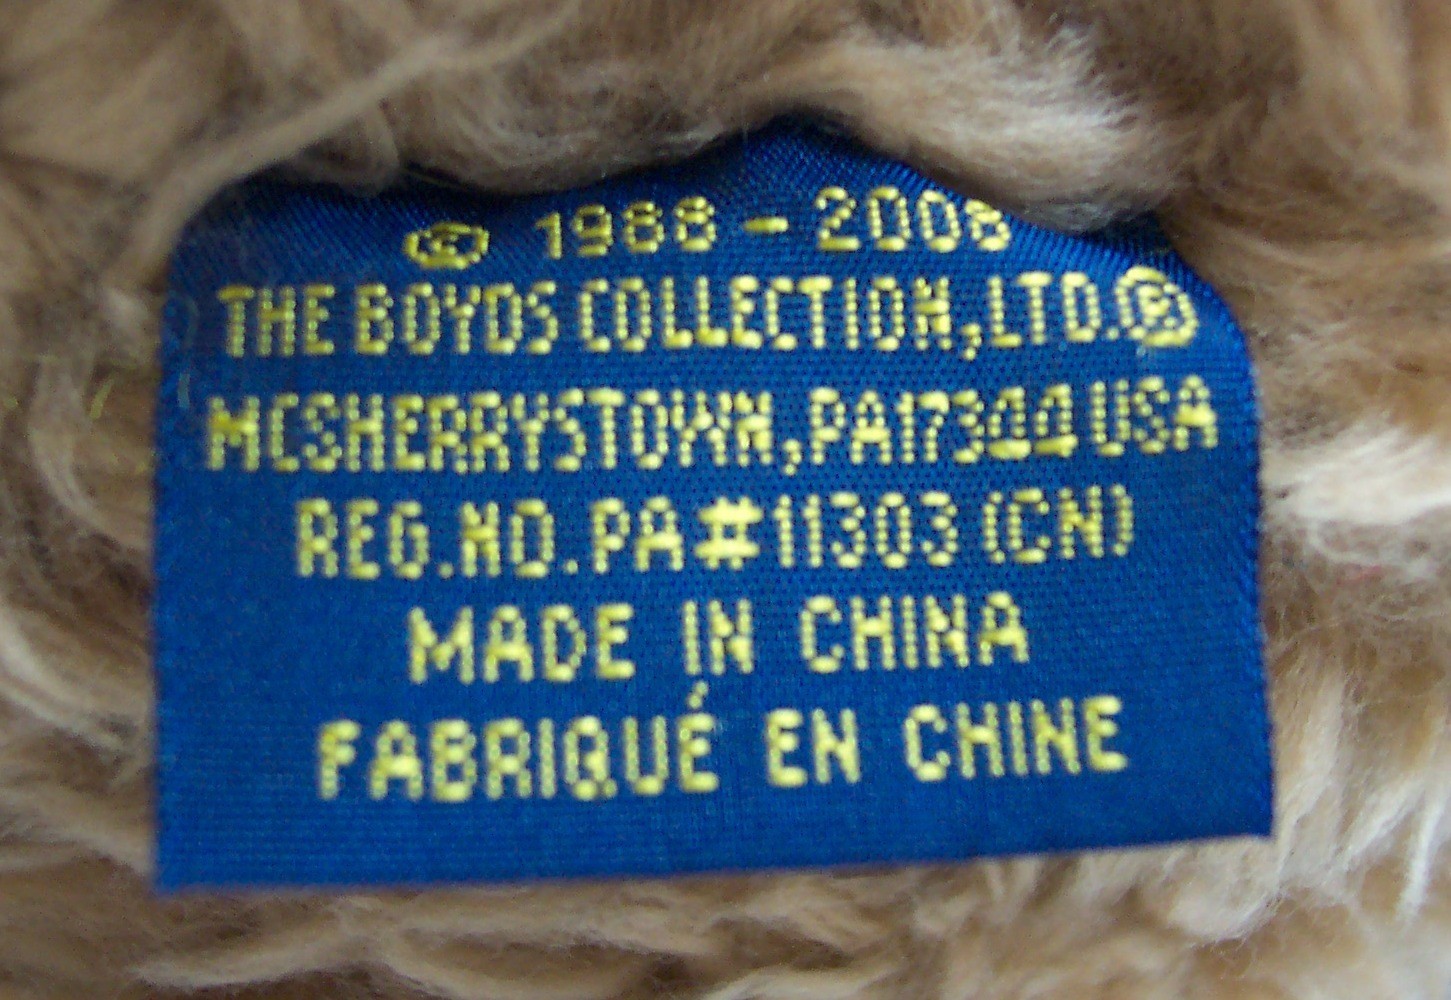 © 1988 - 2008
THE BOYDS COLLECTION,LTD.®
MCSHERRYSTOWN,PA17344 USA
REG.NO.PA#11303 (CN)
MADE IN CHINA
FABRIQUÉ EN CHINE